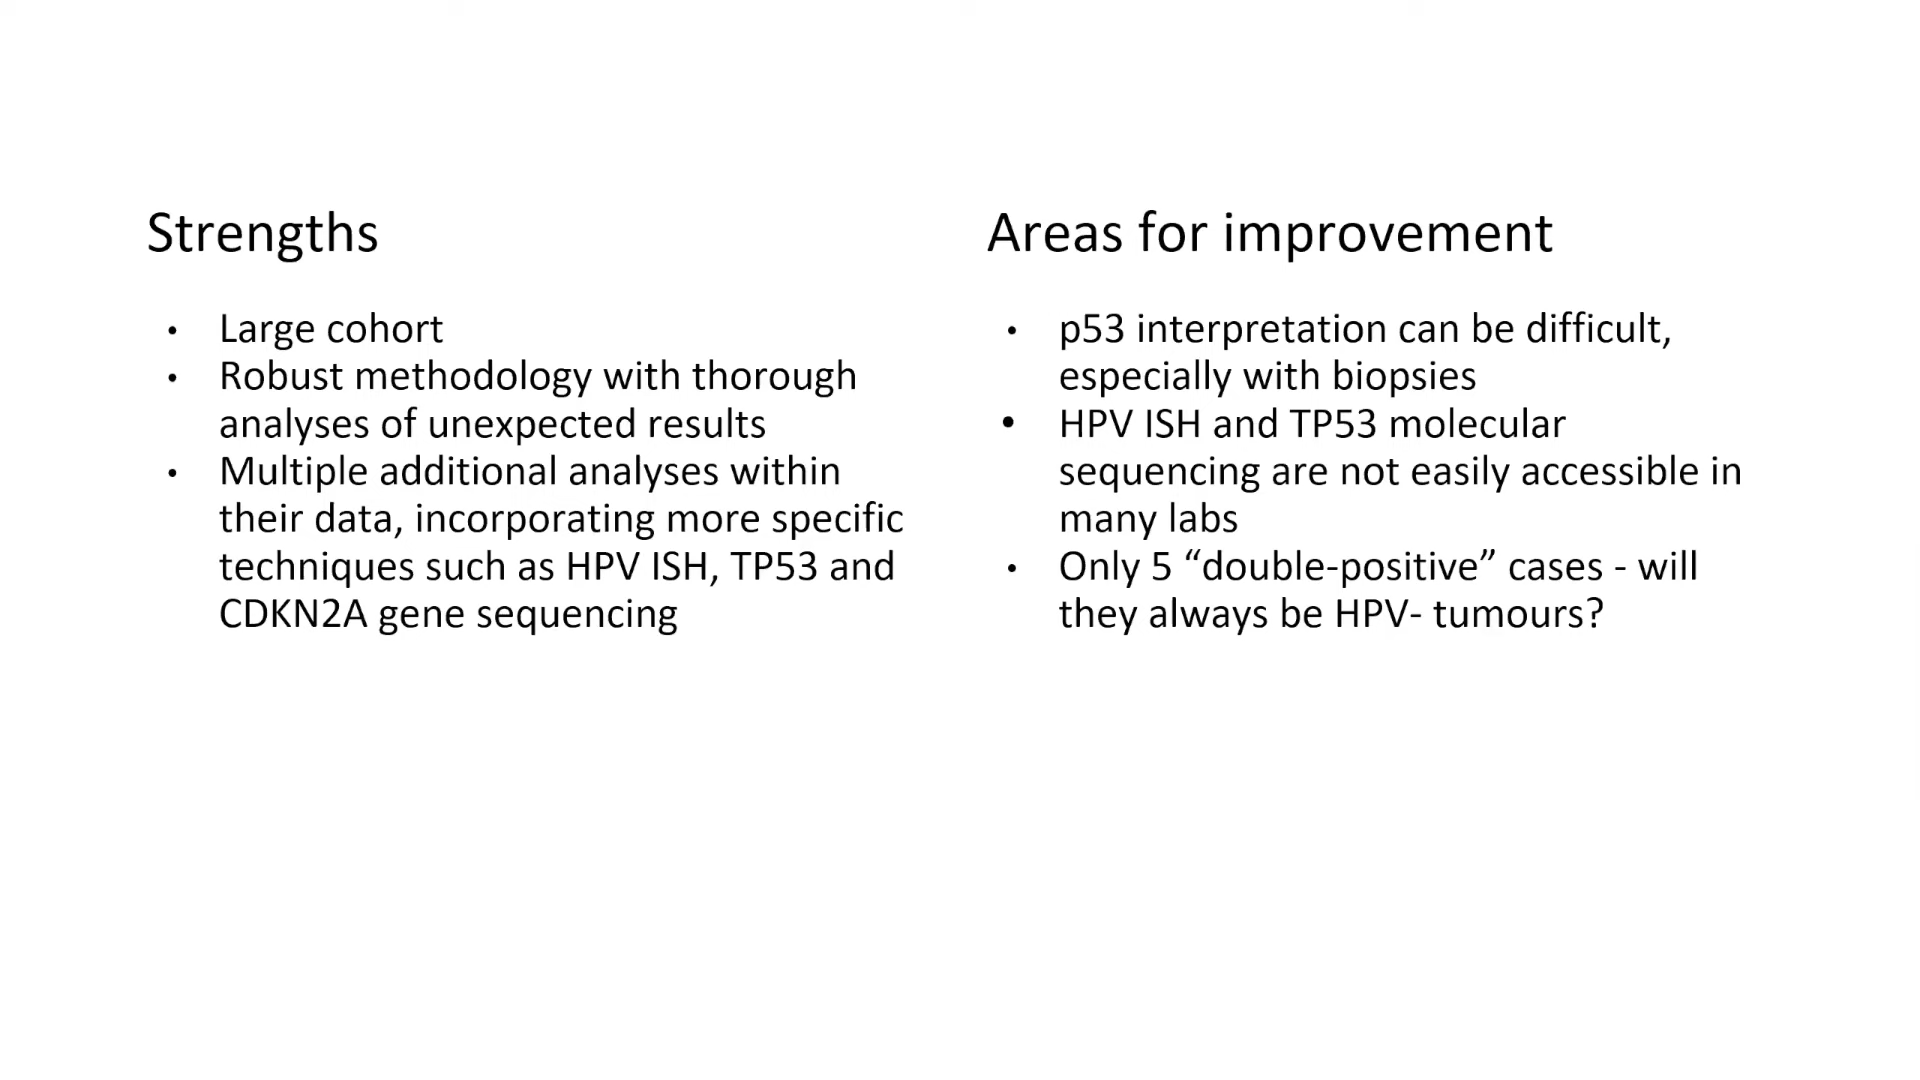 Strengths
• Large cohort
• Robust methodology with thorough
analyses of unexpected results
• Multiple additional analyses within
their data, incorporating more specific
techniques such as HPV ISH, TP53 and
CDKN2A gene sequencing
Areas for improvement
• p53 interpretation can be difficult,
especially with biopsies
• HPV ISH and TP53 molecular
sequencing are not easily accessible in
many labs
• Only 5 “double-positive” cases - will
they always be HPV- tumours?